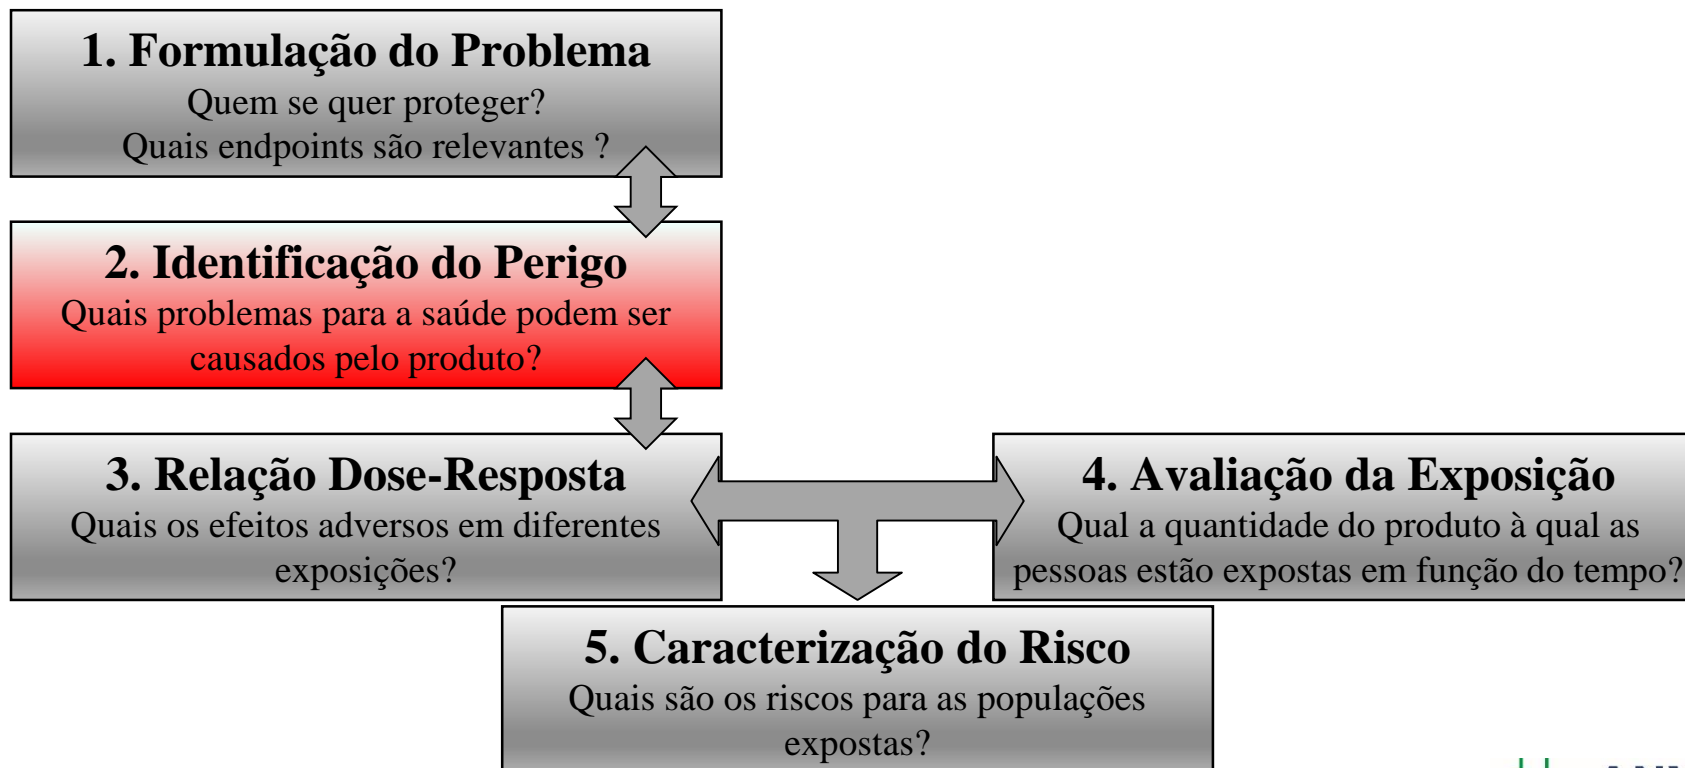 1. Formulação do Problema
Quem se quer proteger?
Quais endpoints são relevantes ?
2. Identificação do Perigo
Quais problemas para a saúde podem ser
causados pelo produto?
3. Relação Dose-Resposta
Quais os efeitos adversos em diferentes
exposições?
4. Avaliação da Exposição
Qual a quantidade do produto à qual as
pessoas estão expostas em função do tempo?
5. Caracterização do Risco
Quais são os riscos para as populações
expostas?